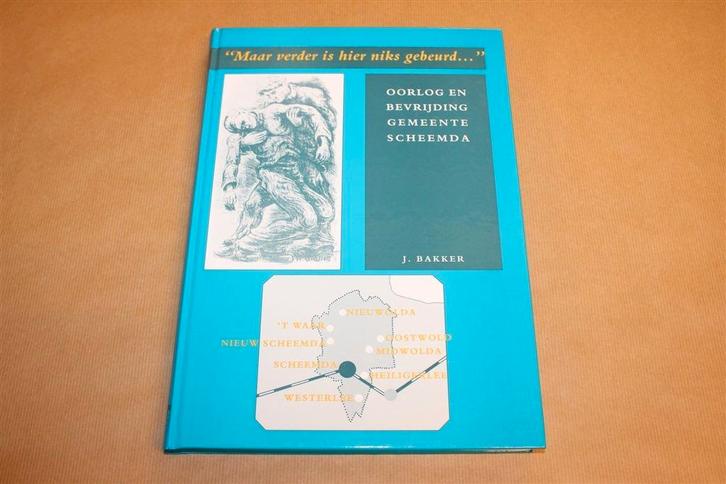 “Maar verder is hier niks gebeurd...”
OORLOG EN
BEVRIJDING
GEMEENTE
SCHEEMDA
J. BAKKER
NIEUWOLDA
'T WAAR
NIEUW SCHEEMDA
OOSTWOLD
MIDWOLDA
SCHEEMDA
HEILIGERLEE
WESTERLEE